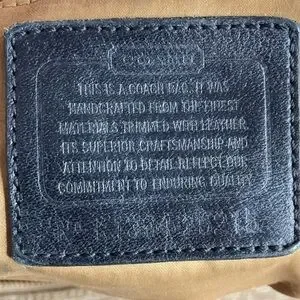 COACH
THIS IS A COACH BAG. IT WAS
HANDCRAFTED FROM THE FINEST
MATERIALS TRIMMED WITH LEATHER.
ITS SUPERIOR CRAFTSMANSHIP AND
ATTENTION TO DETAIL REFLECT OUR
COMMITMENT TO ENDURING QUALITY.